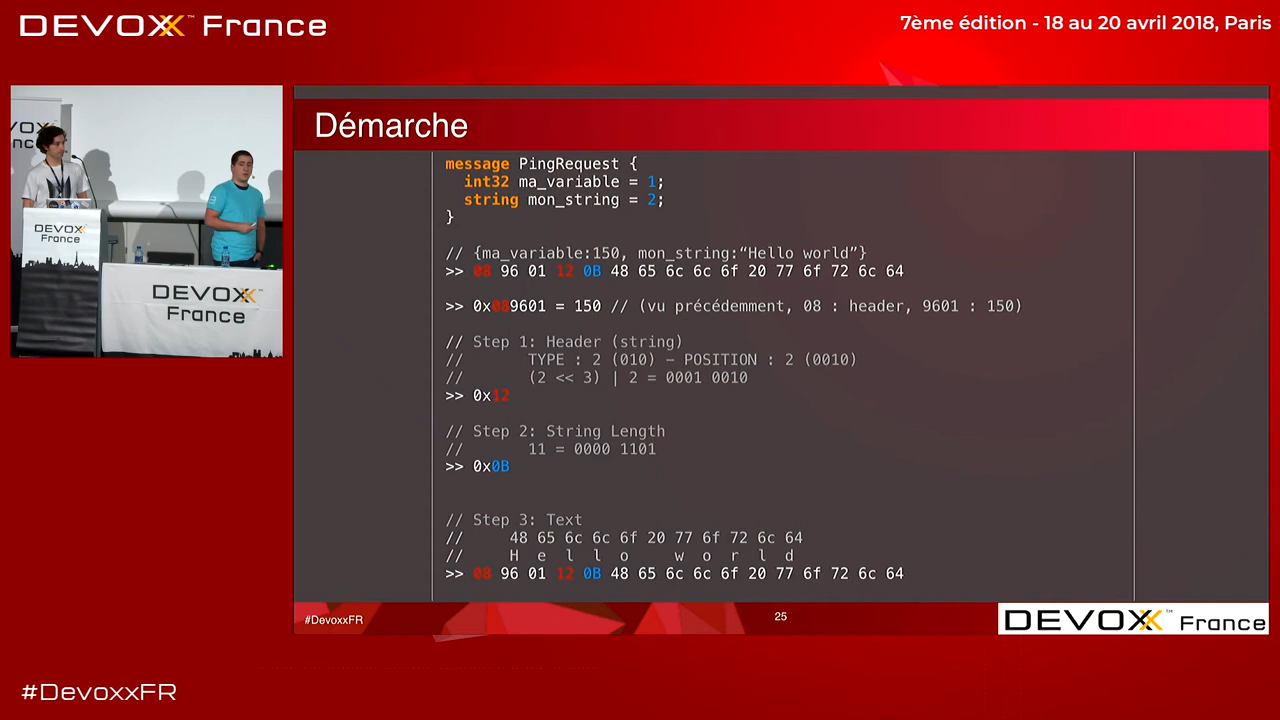 DEVOXX™ France
7ème édition - 18 au 20 avril 2018, Paris
DEVOXX
France
DEVOXX™
France
Démarche
message PingRequest {
int32 ma_variable = 1;
string mon_string = 2;
}
// {ma_variable:150, mon_string:“Hello world”}
>> 08 96 01 12 0B 48 65 6c 6c 6f 20 77 6f 72 6c 64
>> 0x089601 = 150 // (vu précédemment, 08 : header, 9601 : 150)
// Step 1: Header (string)
// TYPE : 2 (010) – POSITION : 2 (0010)
// (2 << 3) | 2 = 0001 0010
>> 0x12
// Step 2: String Length
// 11 = 0000 1101
>> 0x0B
// Step 3: Text
// 48 65 6c 6c 6f 20 77 6f 72 6c 64
// H e l l o w o r l d
>> 08 96 01 12 0B 48 65 6c 6c 6f 20 77 6f 72 6c 64
#DevoxxFR
25
DEVOXX™ France
#DevoxxFR